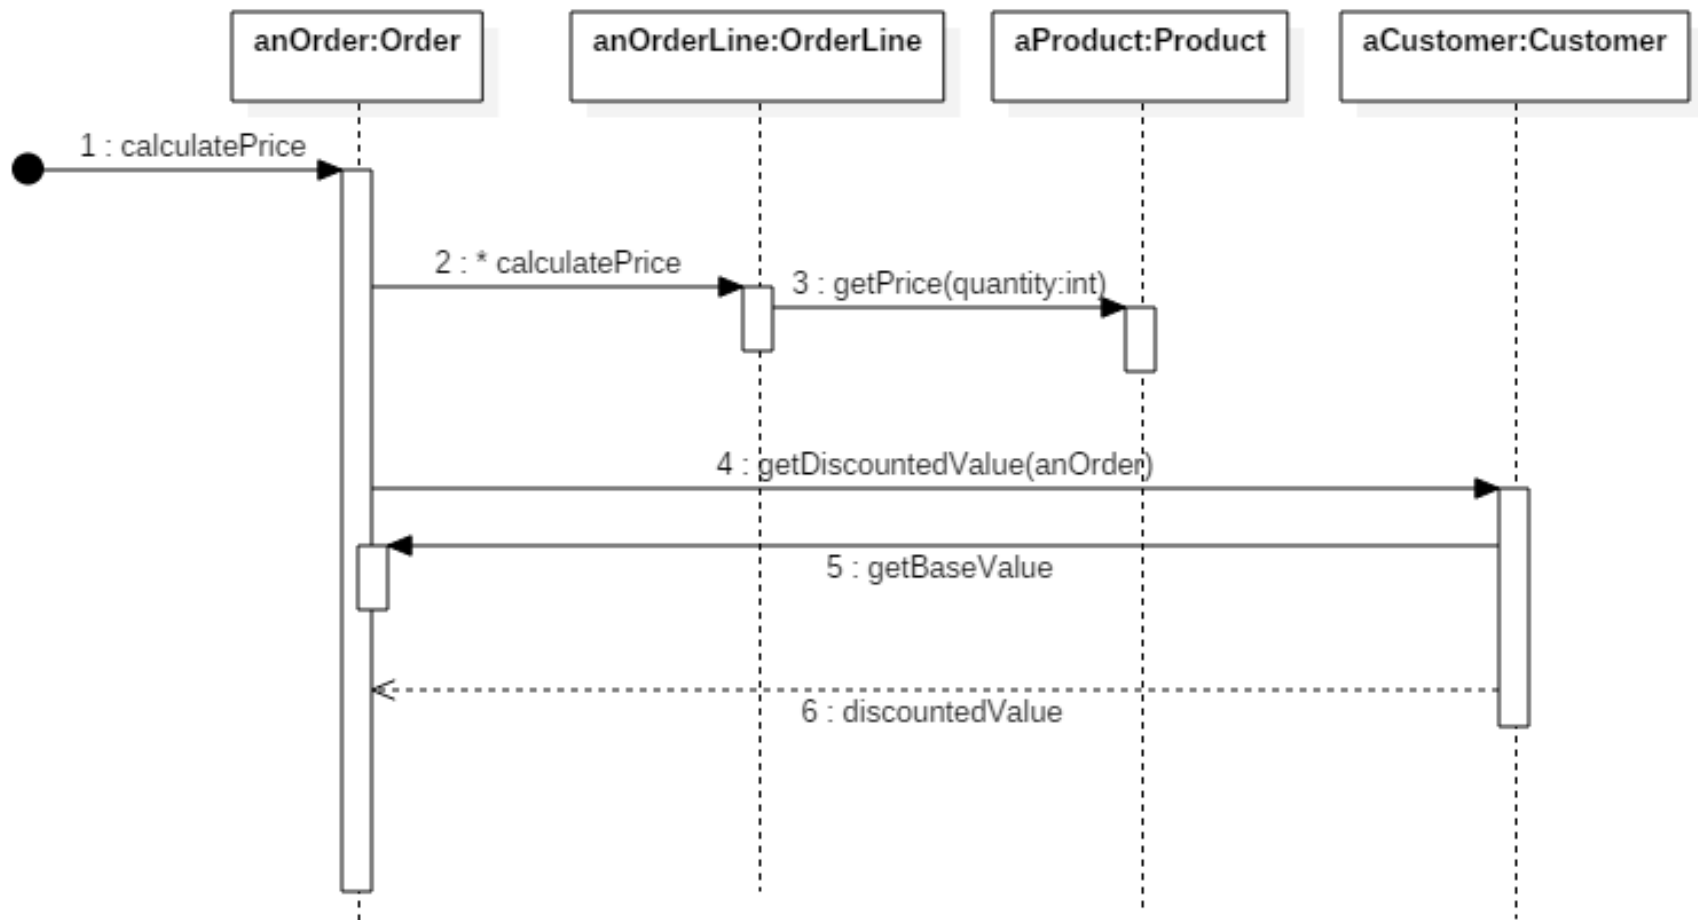 anOrder:Order
anOrderLine:OrderLine
aProduct:Product
aCustomer:Customer
1 : calculatePrice
2 : * calculatePrice
3 : getPrice(quantity:int)
4 : getDiscountedValue(anOrder)
5 : getBaseValue
6 : discountedValue